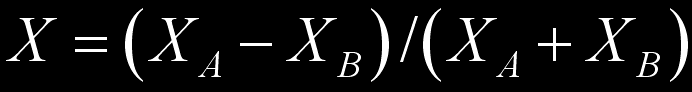 X = (X_A − X_B)/(X_A + X_B)